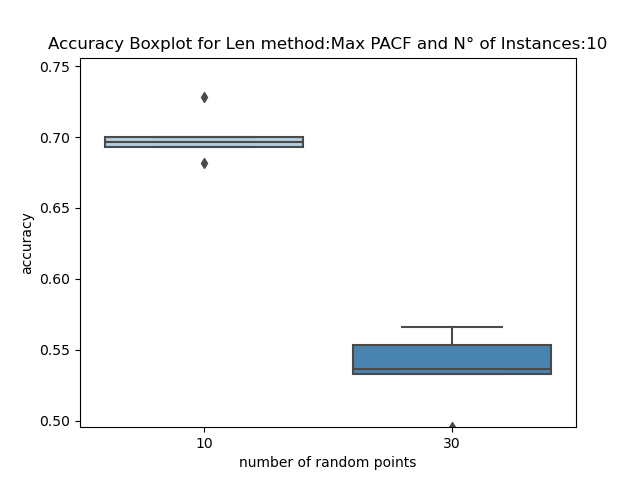 Accuracy Boxplot for Len method:Max PACF and N° of Instances:10
0.75
0.70
0.65
0.60
0.55
0.50
accuracy
10 30
number of random points